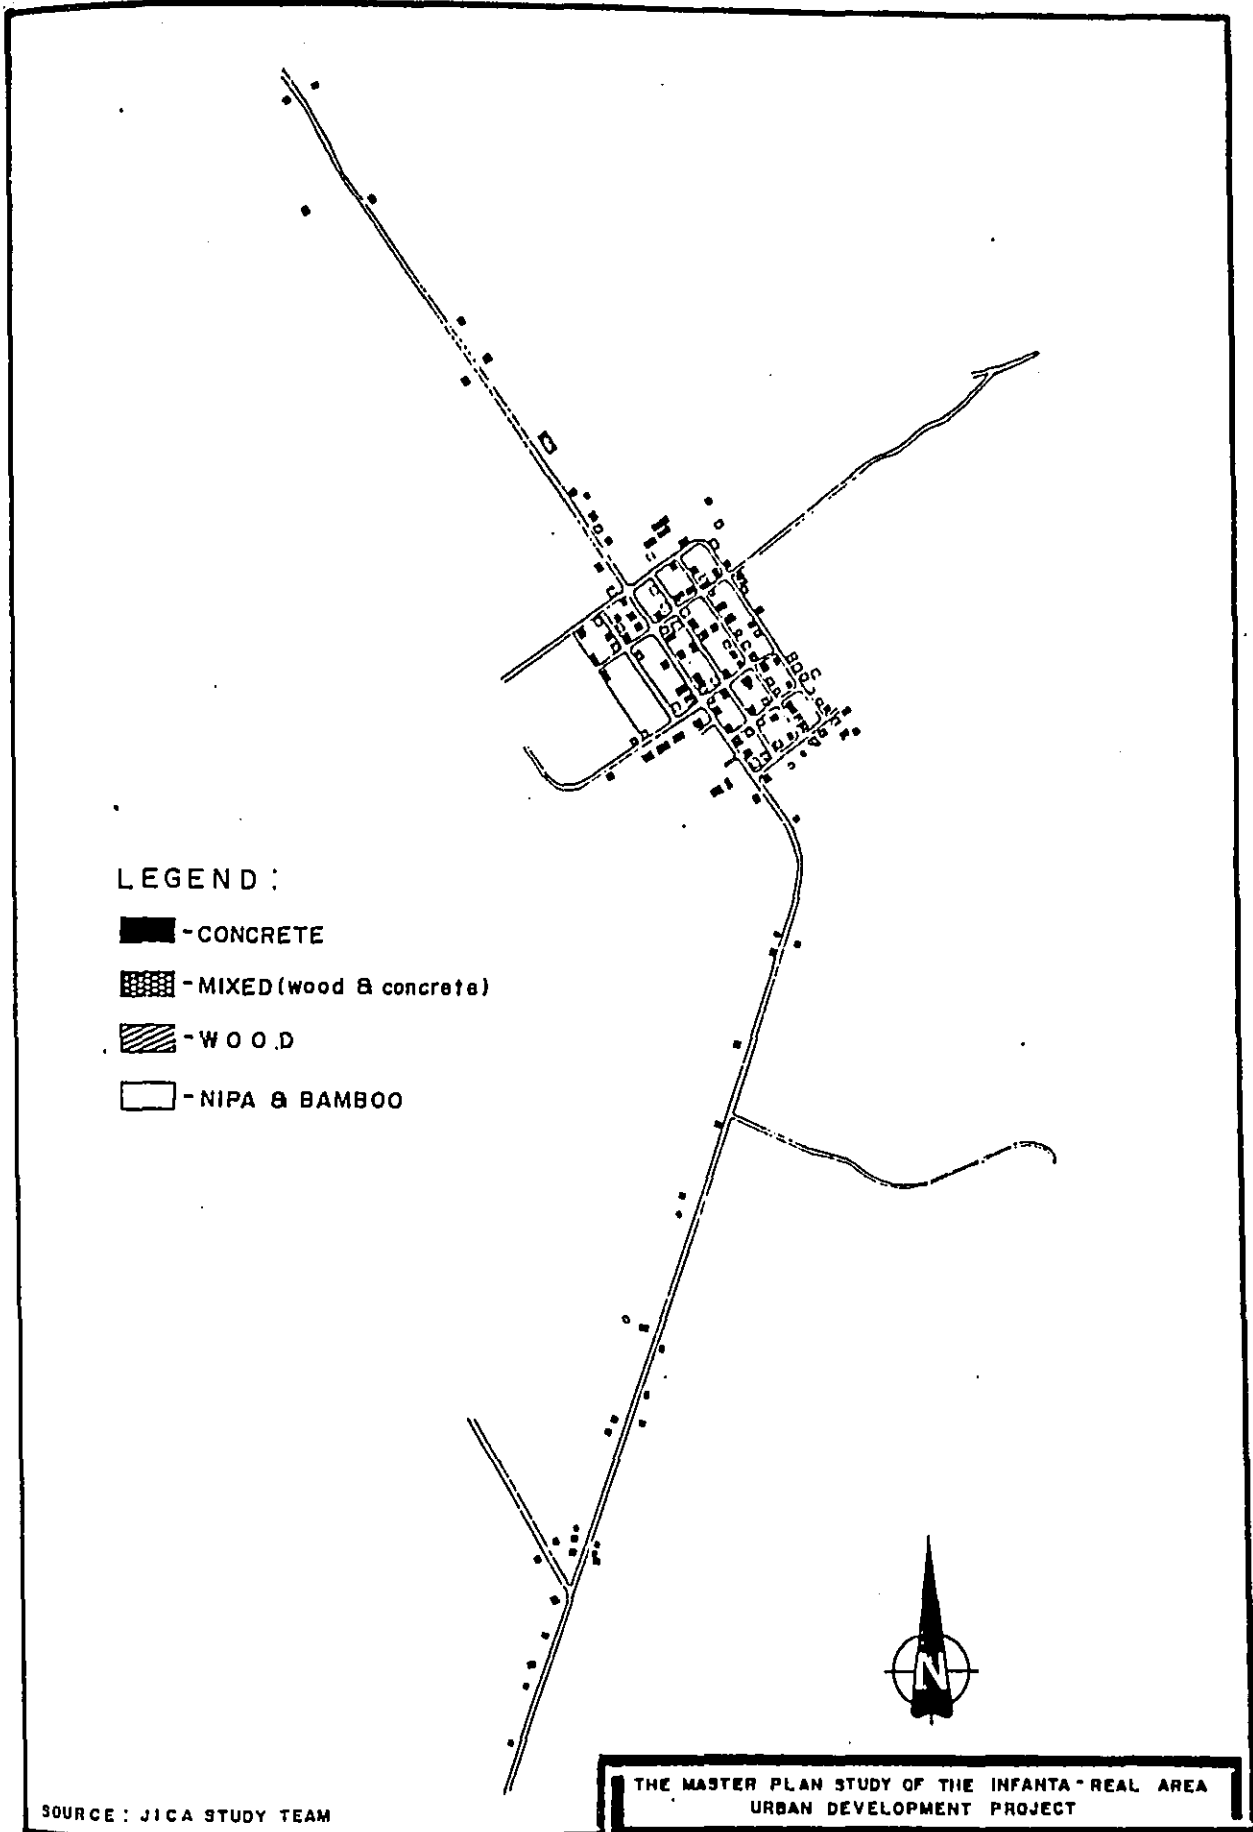 LEGEND :
- CONCRETE
- MIXED (wood & concrete)
- WOOD
- NIPA & BAMBOO
N
SOURCE : JICA STUDY TEAM
THE MASTER PLAN STUDY OF THE INFANTA - REAL AREA
URBAN DEVELOPMENT PROJECT